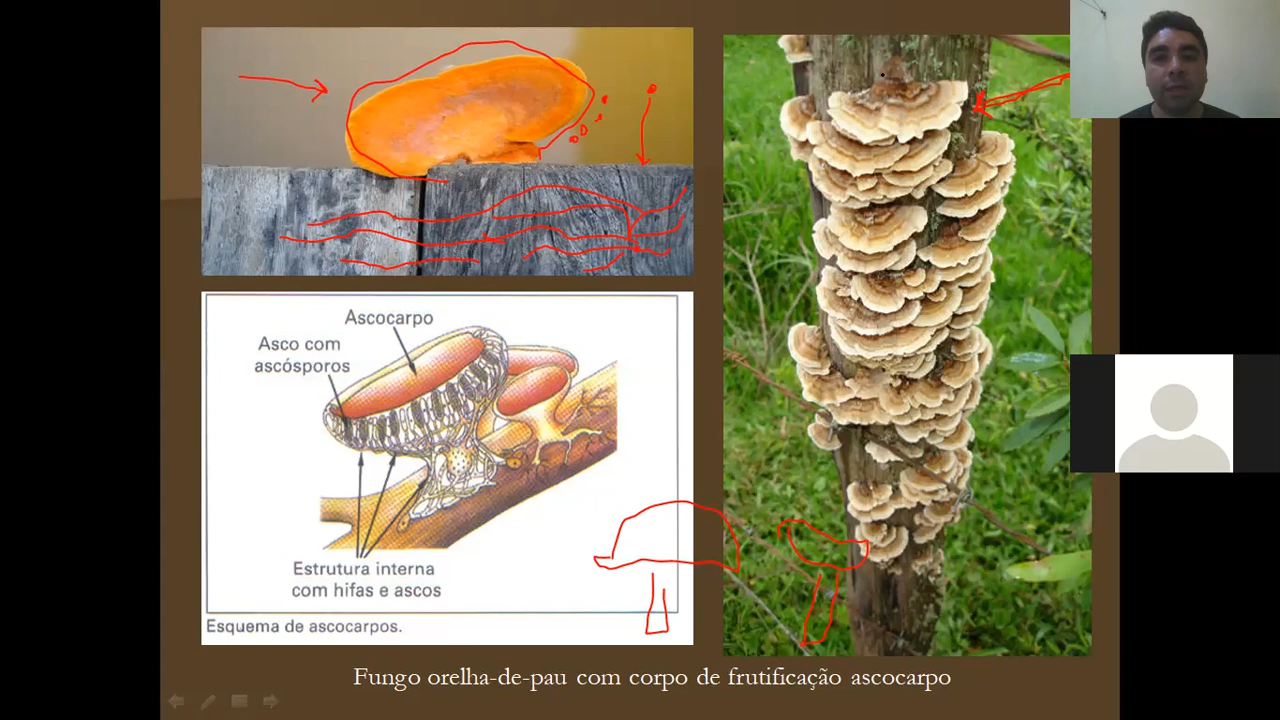 Ascocarpo
Asco com
ascósporos
Estrutura interna
com hifas e ascos
Esquema de ascocarpos.
Fungo orelha-de-pau com corpo de frutificação ascocarpo